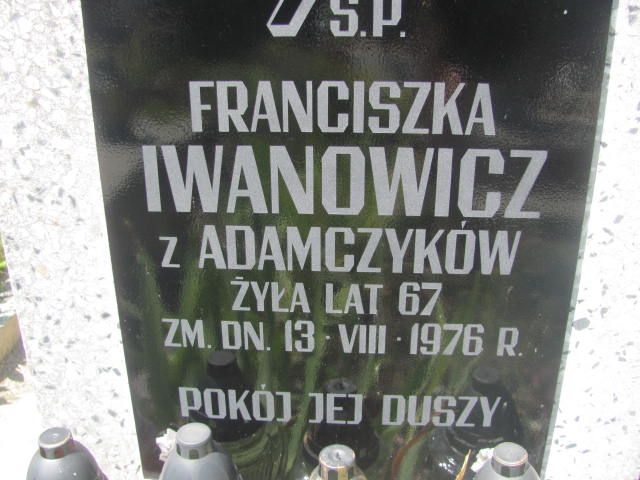 Ś.P.
FRANCISZKA
IWANOWICZ
z ADAMCZYKÓW
ŻYŁA LAT 67
ZM. DN. 13 · VIII · 1976 R.
POKÓJ JEJ DUSZY